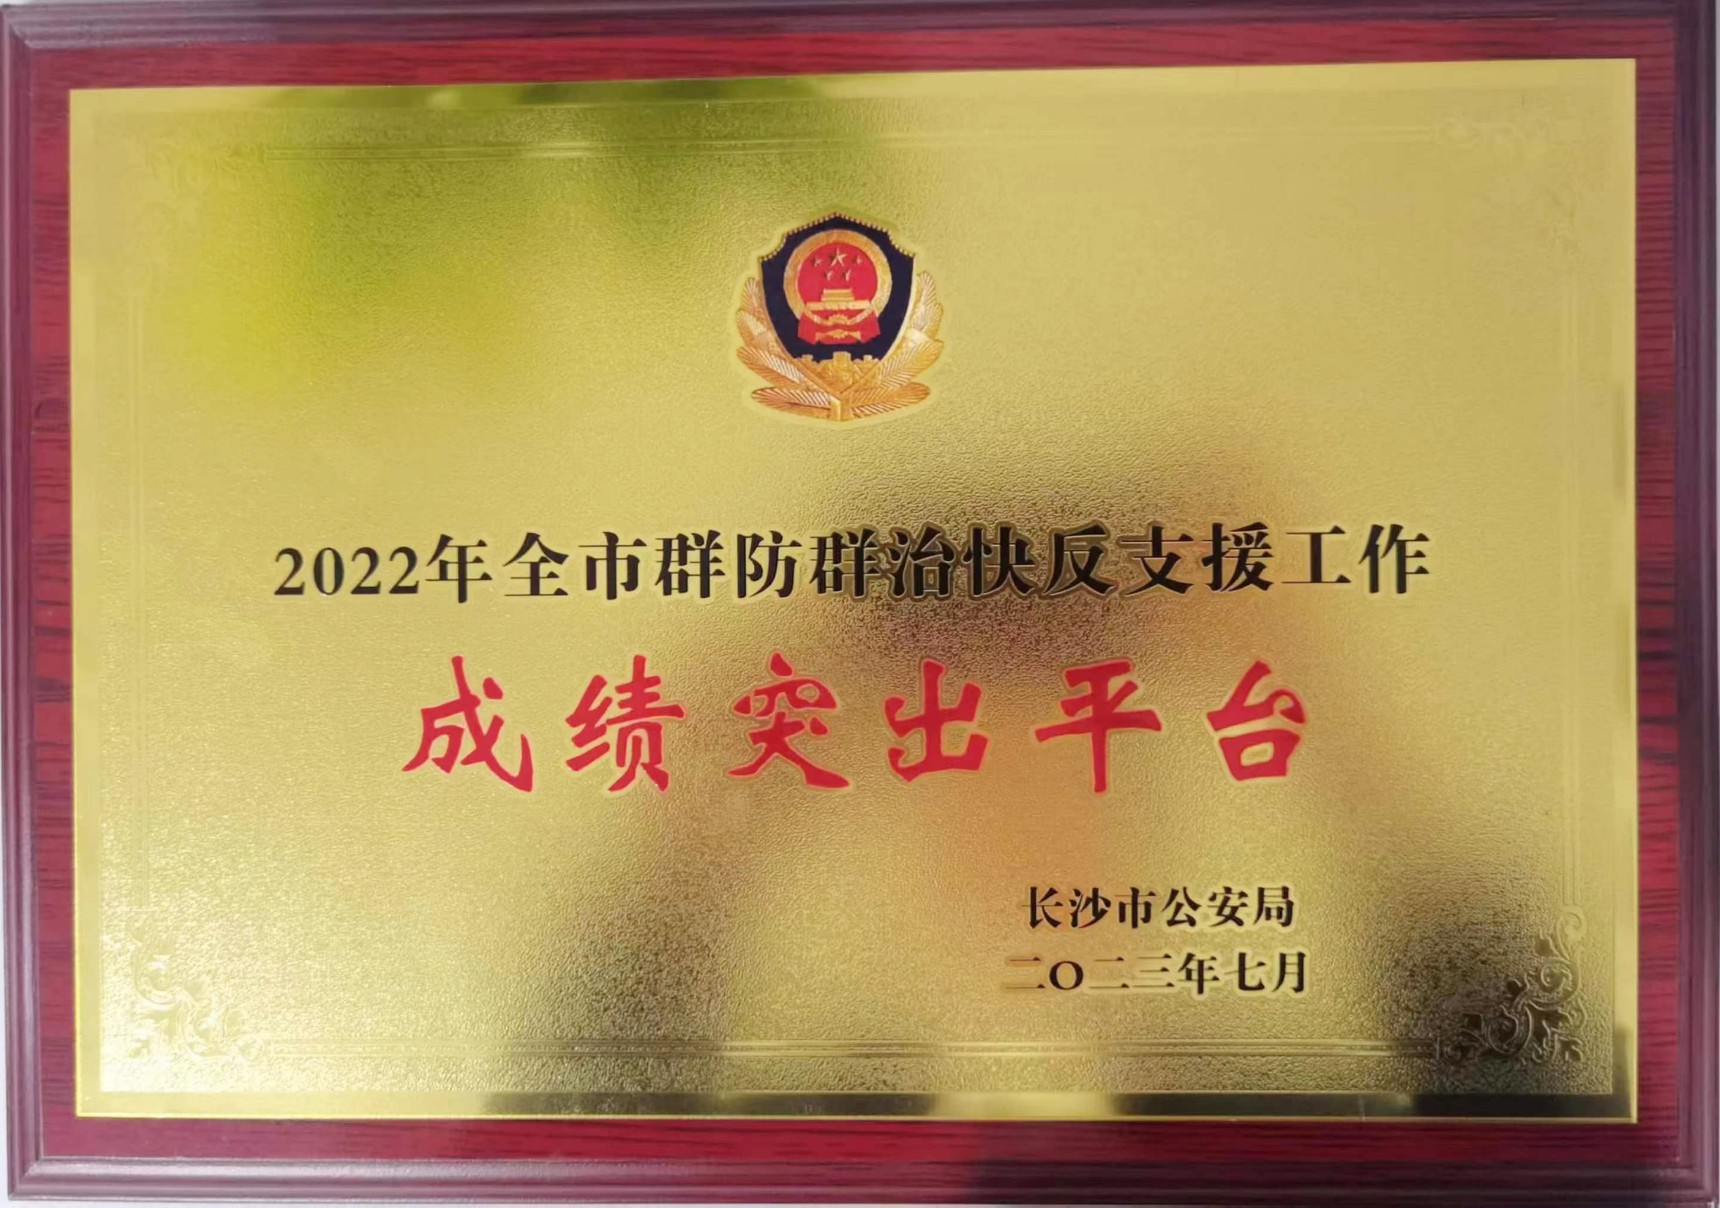 2022年全市群防群治快反支援工作
成绩突出平台
长沙市公安局
二〇二三年七月